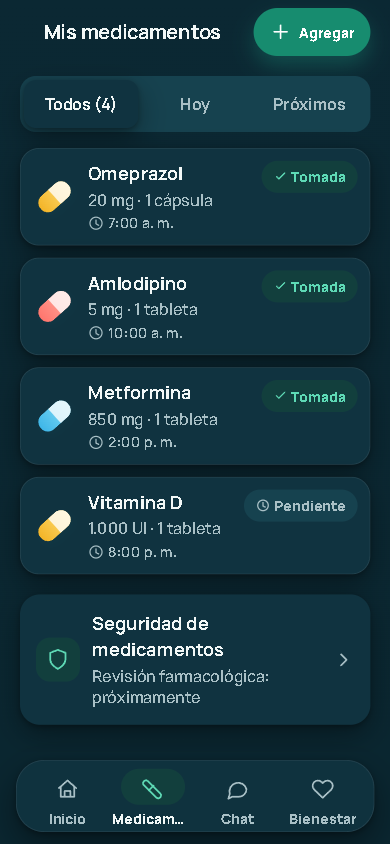 Mis medicamentos
Agregar
Todos (4)
Hoy
Próximos
Omeprazol
Tomada
20 mg · 1 cápsula
7:00 a. m.
Amlodipino
Tomada
5 mg · 1 tableta
10:00 a. m.
Metformina
Tomada
850 mg · 1 tableta
2:00 p. m.
Vitamina D
Pendiente
1.000 UI · 1 tableta
8:00 p. m.
Seguridad de
medicamentos
Revisión farmacológica:
próximamente
Inicio
Medicam...
Chat
Bienestar